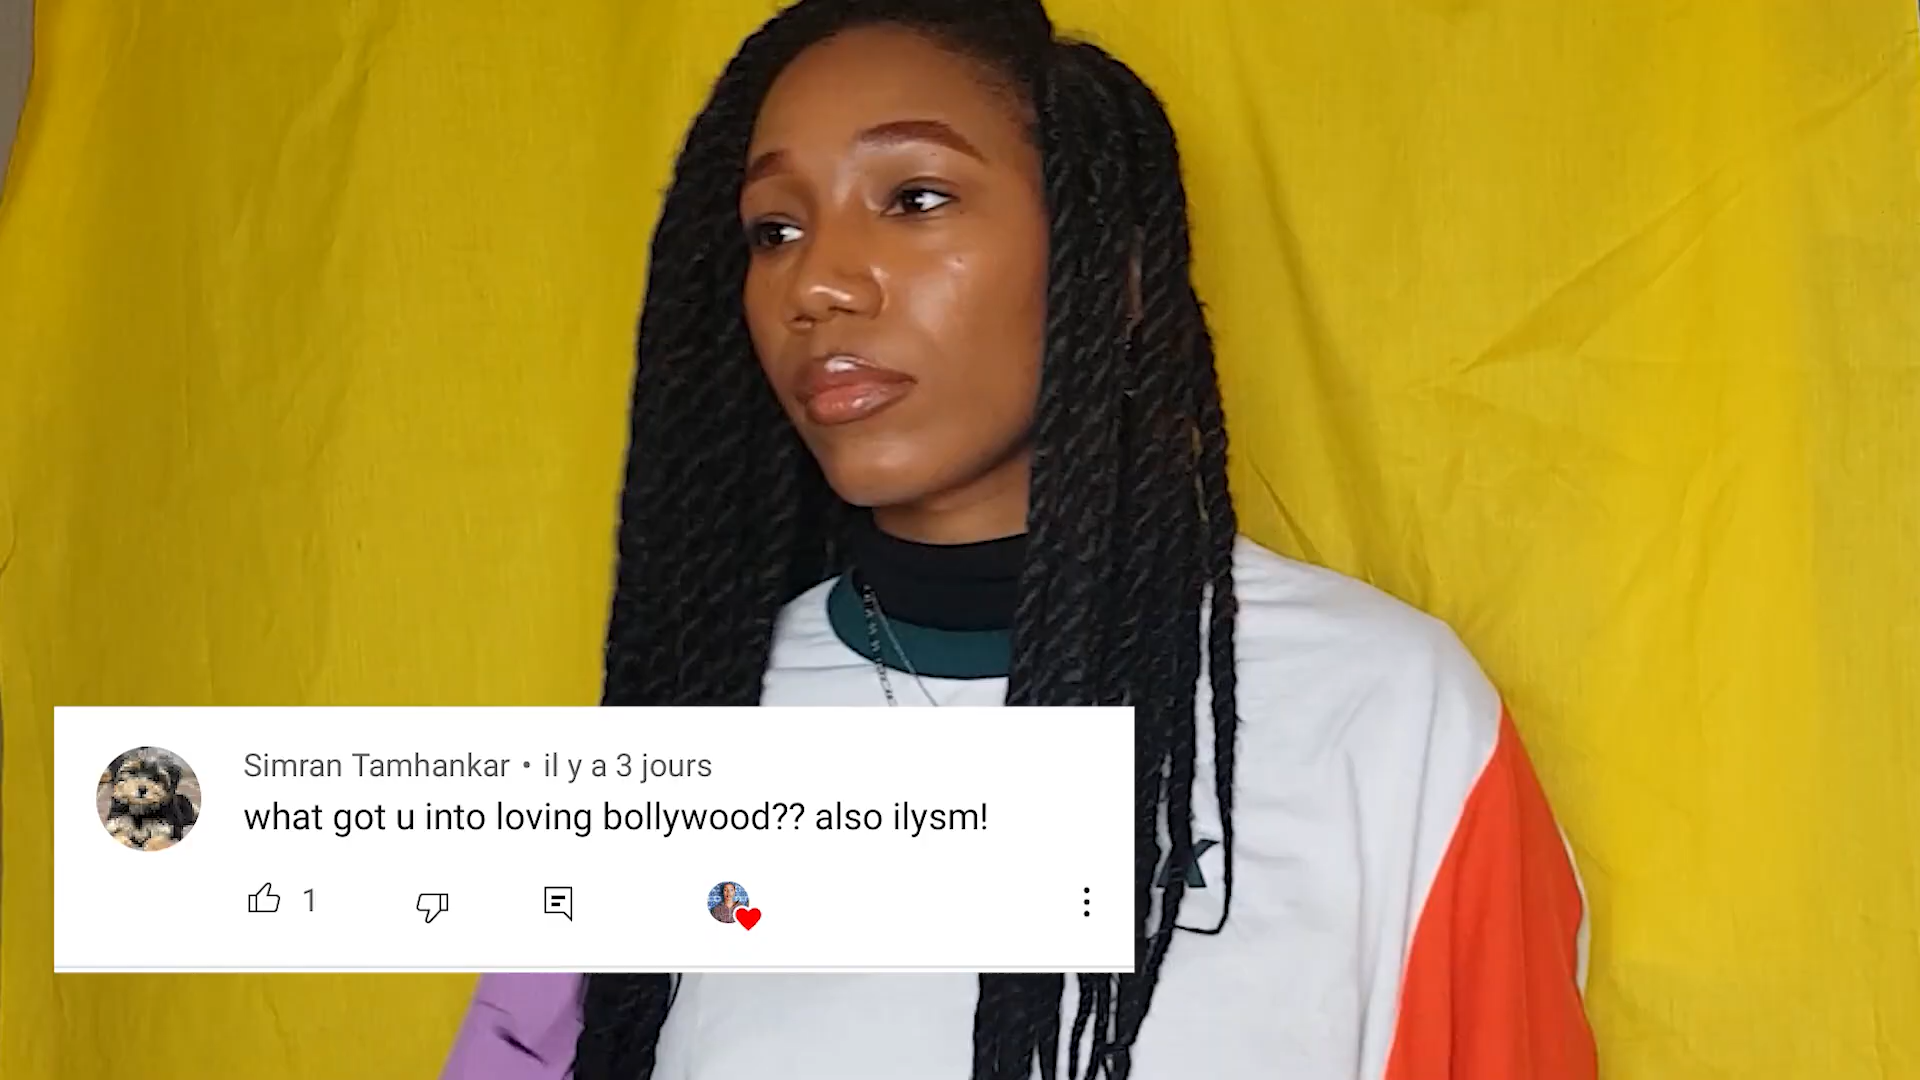 Simran Tamhankar • il y a 3 jours
what got u into loving bollywood?? also ilysm!
1